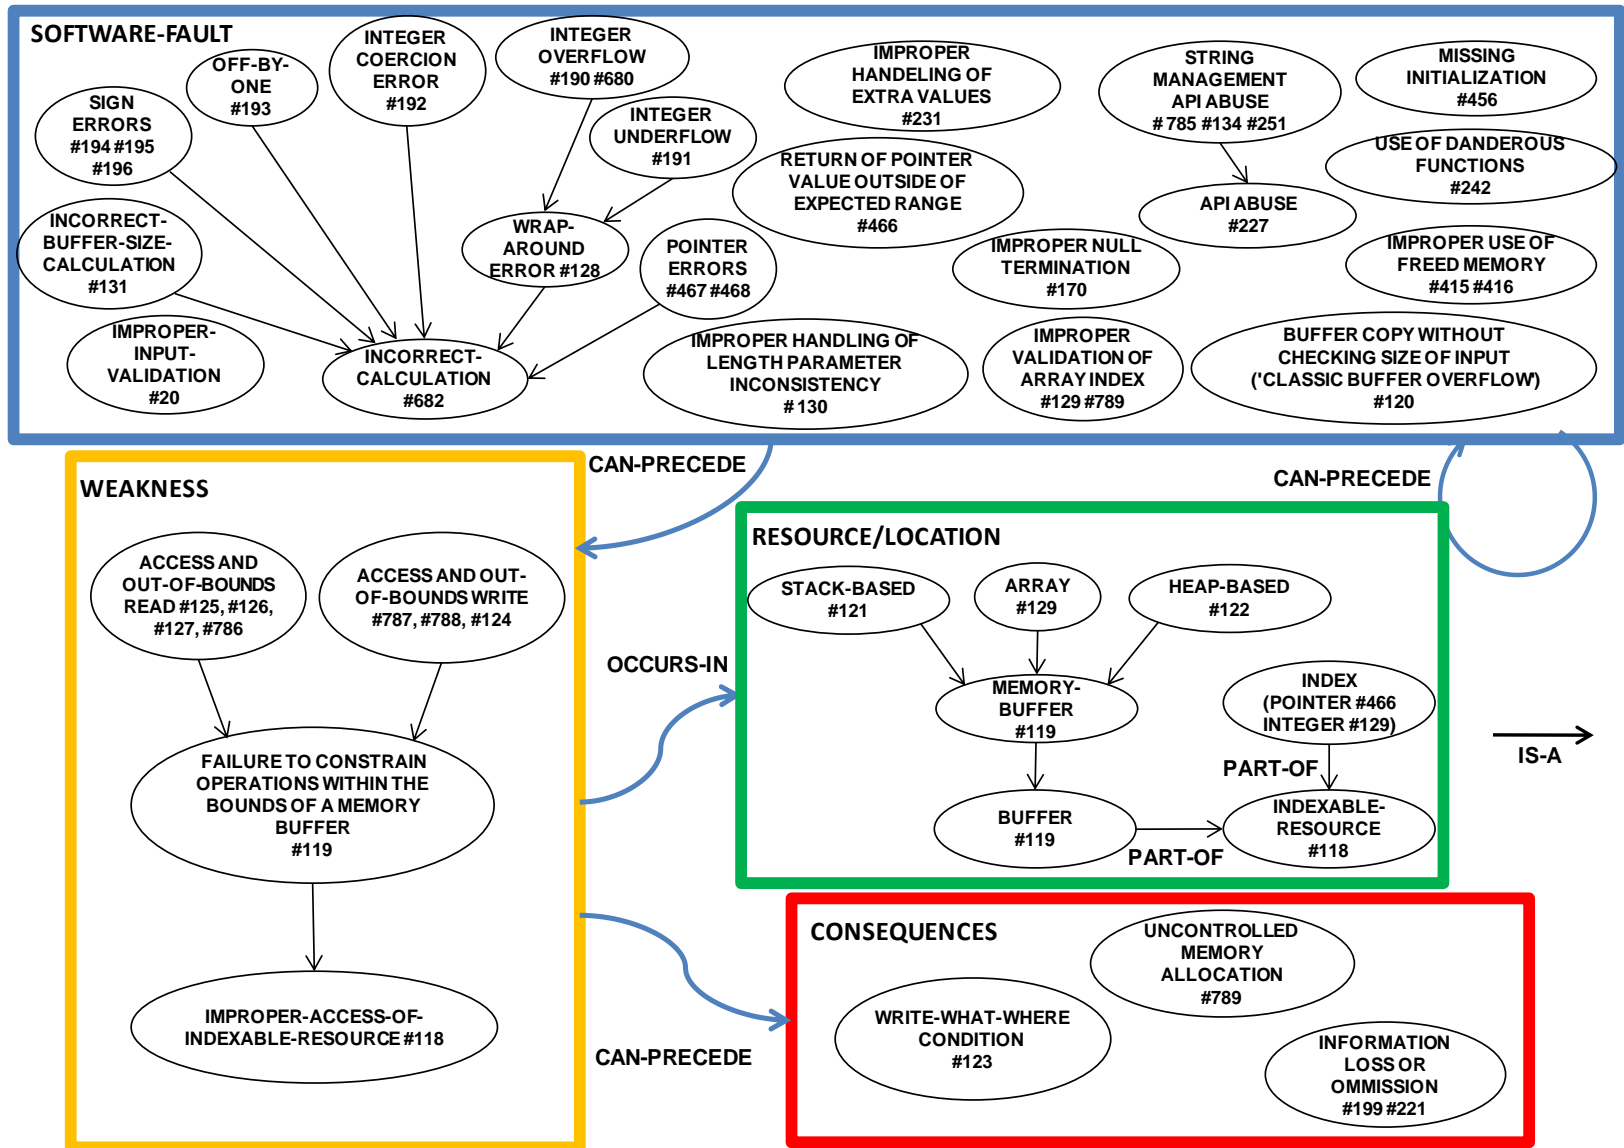 SOFTWARE-FAULT
SIGN
ERRORS
#194 #195
#196
OFF-BY-
ONE
#193
INTEGER
COERCION
ERROR
#192
INTEGER
OVERFLOW
#190 #680
INTEGER
UNDERFLOW
#191
IMPROPER
HANDELING OF
EXTRA VALUES
#231
STRING
MANAGEMENT
API ABUSE
# 785 #134 #251
MISSING
INITIALIZATION
#456
USE OF DANDEROUS
FUNCTIONS
#242
RETURN OF POINTER
VALUE OUTSIDE OF
EXPECTED RANGE
#466
API ABUSE
#227
INCORRECT-
BUFFER-SIZE-
CALCULATION
#131
WRAP-
AROUND
ERROR #128
POINTER
ERRORS
#467 #468
IMPROPER NULL
TERMINATION
#170
IMPROPER USE OF
FREED MEMORY
#415 #416
IMPROPER-
INPUT-
VALIDATION
#20
INCORRECT-
CALCULATION
#682
IMPROPER HANDLING OF
LENGTH PARAMETER
INCONSISTENCY
# 130
IMPROPER
VALIDATION OF
ARRAY INDEX
#129 #789
BUFFER COPY WITHOUT
CHECKING SIZE OF INPUT
('CLASSIC BUFFER OVERFLOW')
#120
CAN-PRECEDE
CAN-PRECEDE
WEAKNESS
ACCESS AND
OUT-OF-BOUNDS
READ #125, #126,
#127, #786
ACCESS AND OUT-
OF-BOUNDS WRITE
#787, #788, #124
FAILURE TO CONSTRAIN
OPERATIONS WITHIN THE
BOUNDS OF A MEMORY
BUFFER
#119
IMPROPER-ACCESS-OF-
INDEXABLE-RESOURCE #118
OCCURS-IN
RESOURCE/LOCATION
STACK-BASED
#121
ARRAY
#129
HEAP-BASED
#122
MEMORY-
BUFFER
#119
INDEX
(POINTER #466
INTEGER #129)
PART-OF
BUFFER
#119
PART-OF
INDEXABLE-
RESOURCE
#118
IS-A
CAN-PRECEDE
CONSEQUENCES
UNCONTROLLED
MEMORY
ALLOCATION
#789
WRITE-WHAT-WHERE
CONDITION
#123
INFORMATION
LOSS OR
OMMISSION
#199 #221